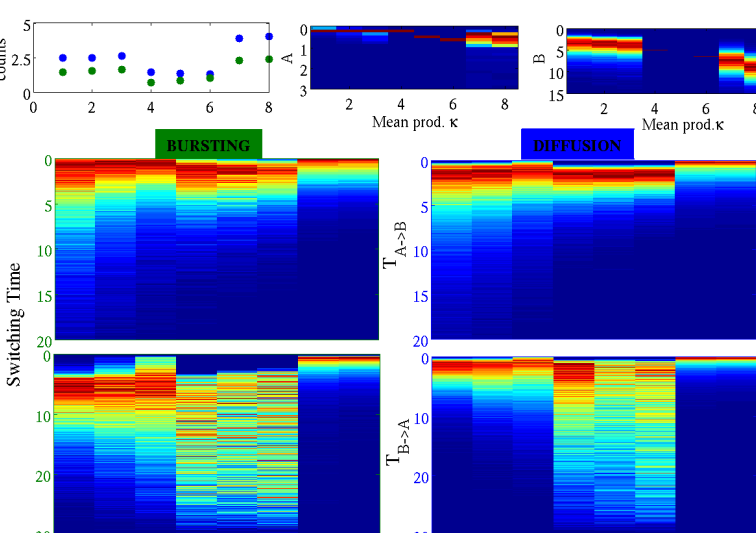 counts
5
2.5
0
0 2 4 6 8
A
0
1
2
3
2 4 6 8
Mean prod. κ
B
0
5
10
15
2 4 6 8
Mean prod.κ
BURSTING
DIFFUSION
Switching Time
0
5
10
15
20
T A->B
0
5
10
15
20
0
10
20
T B->A
0
10
20